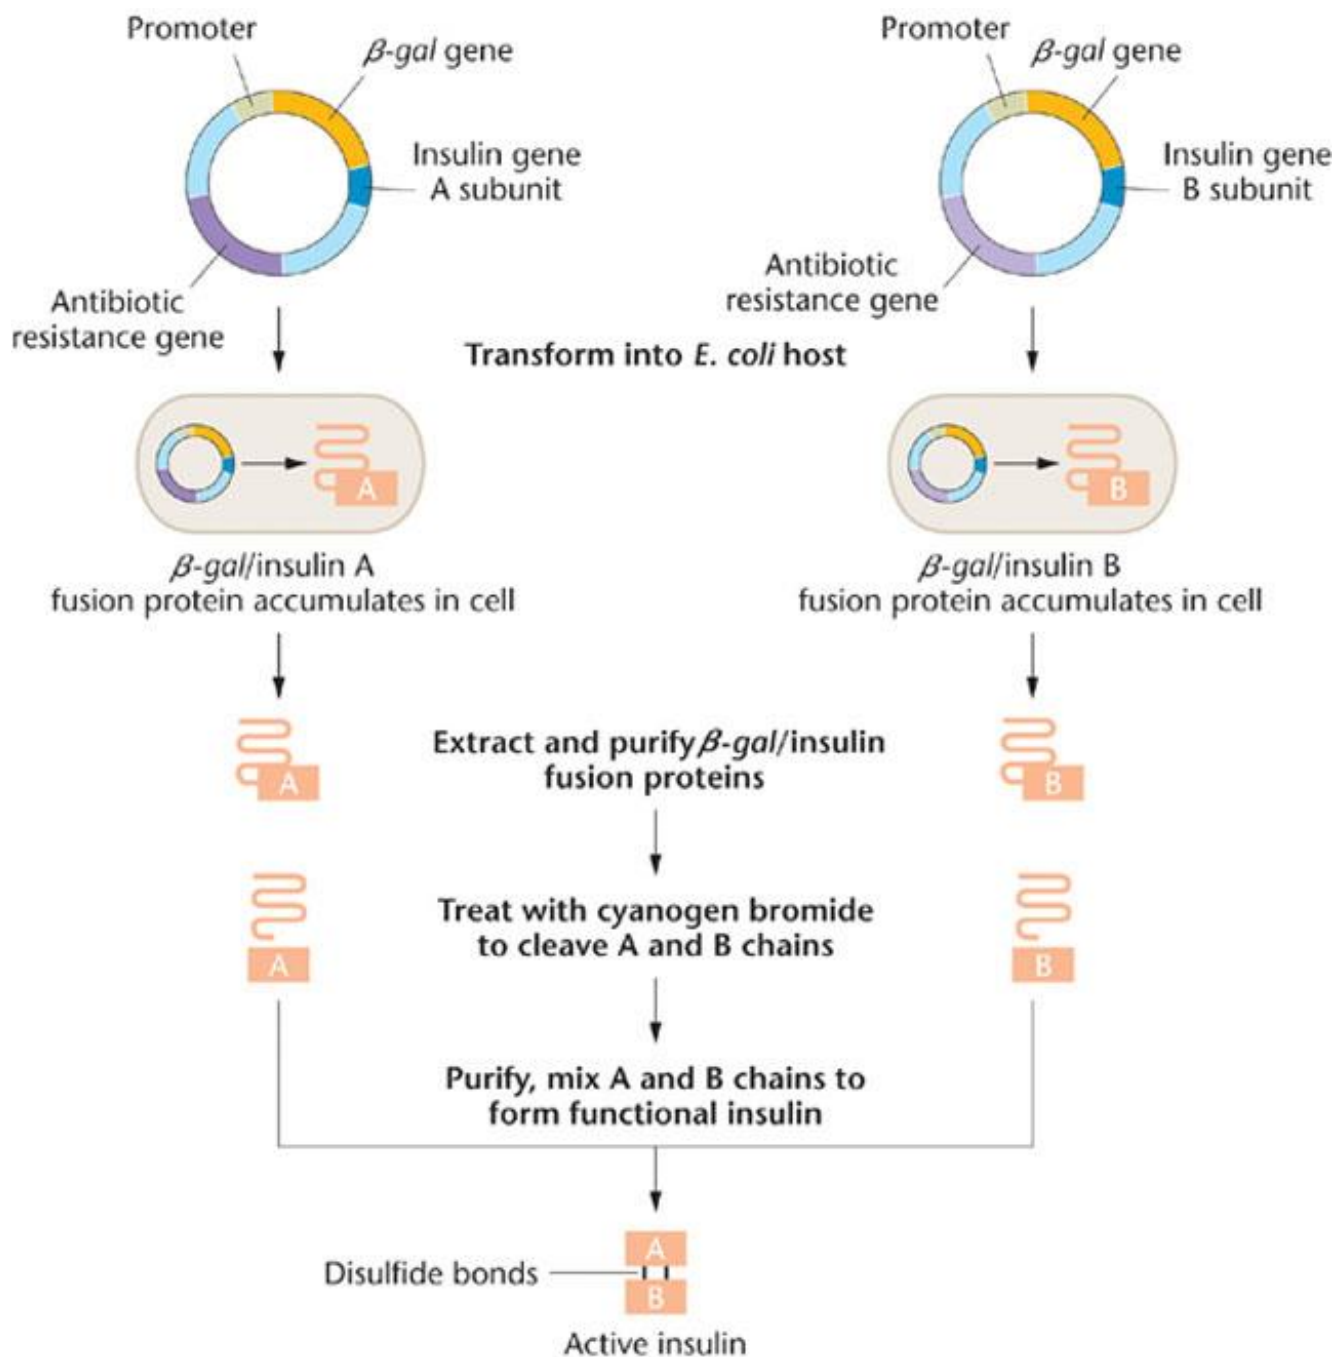 Promoter
β-gal gene
Insulin gene
A subunit
Antibiotic
resistance gene
Promoter
β-gal gene
Insulin gene
B subunit
Antibiotic
resistance gene
Transform into E. coli host
A
β-gal/insulin A
fusion protein accumulates in cell
B
β-gal/insulin B
fusion protein accumulates in cell
A
Extract and purify β-gal/insulin
fusion proteins
B
A
Treat with cyanogen bromide
to cleave A and B chains
B
Purify, mix A and B chains to
form functional insulin
A
Disulfide bonds
B
Active insulin